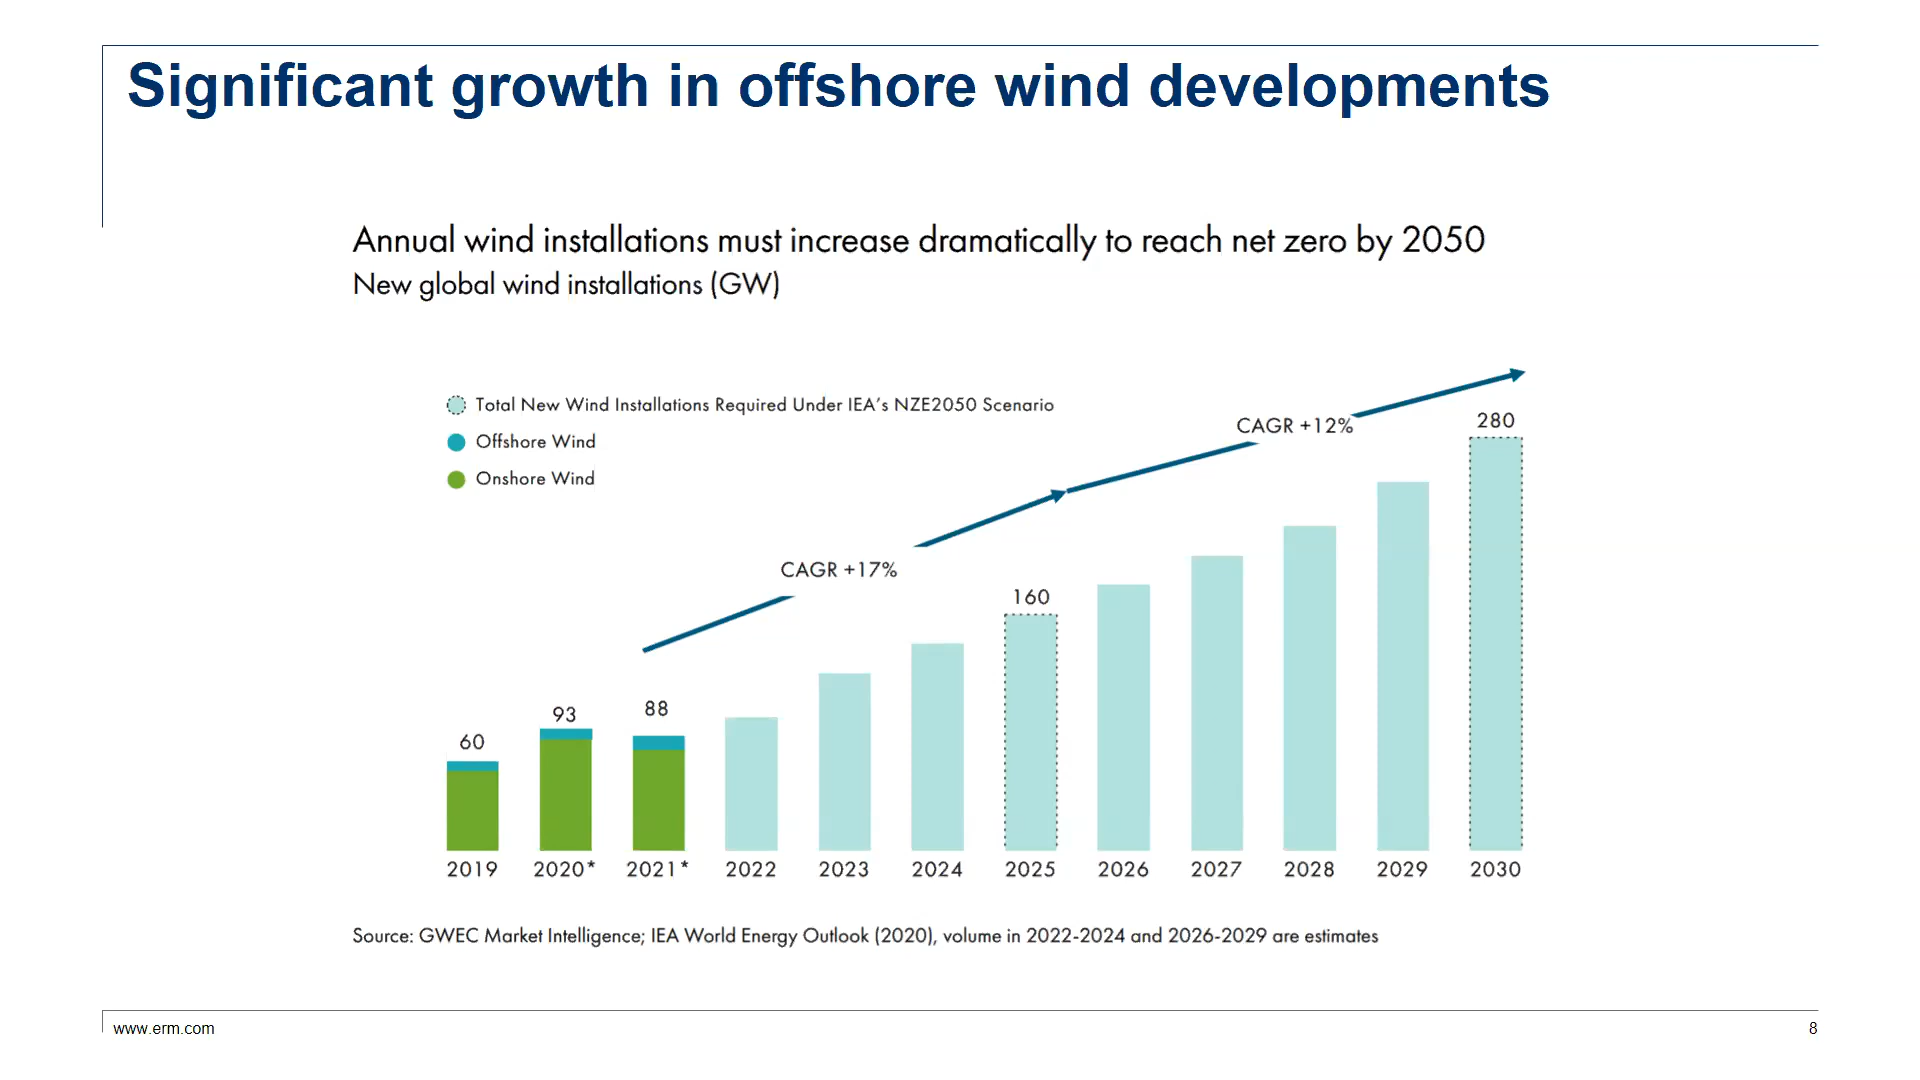 Significant growth in offshore wind developments
Annual wind installations must increase dramatically to reach net zero by 2050
New global wind installations (GW)
Total New Wind Installations Required Under IEA's NZE2050 Scenario
Offshore Wind
Onshore Wind
CAGR +12%
280
CAGR +17%
160
60
93
88
2019 2020* 2021* 2022 2023 2024 2025 2026 2027 2028 2029 2030
Source: GWEC Market Intelligence; IEA World Energy Outlook (2020), volume in 2022-2024 and 2026-2029 are estimates
www.erm.com
8